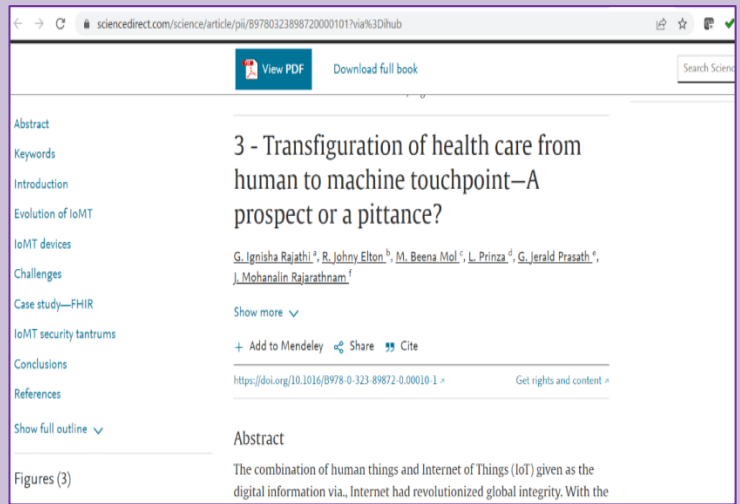 sciencedirect.com/science/article/pii/B9780323898720000101?via%3Dihub
View PDF
Download full book
Search Scienc
Abstract
Keywords
Introduction
Evolution of IoMT
IoMT devices
Challenges
Case study—FHIR
IoMT security tantrums
Conclusions
References
Show full outline
Figures (3)
3 - Transfiguration of health care from
human to machine touchpoint—A
prospect or a pittance?
G. Ignisha Rajathi a, R. Johny Elton b, M. Beena Mol c, L. Prinza d, G. Jerald Prasath e,
J. Mohanalin Rajarathnam f
Show more
+ Add to Mendeley Share Cite
https://doi.org/10.1016/B978-0-323-89872-0.00010-1
Get rights and content
Abstract
The combination of human things and Internet of Things (IoT) given as the
digital information via., Internet had revolutionized global integrity. With the